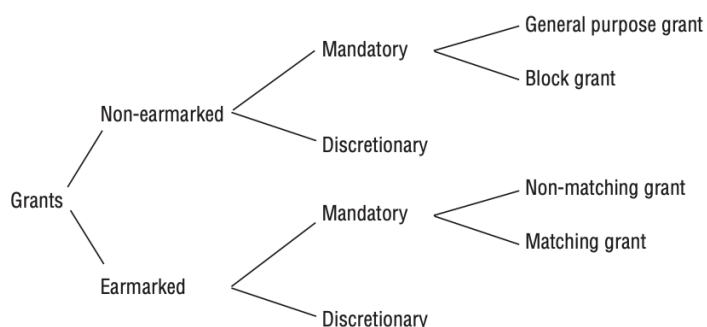 General purpose grant
Mandatory
Block grant
Non-earmarked
Discretionary
Non-matching grant
Grants
Mandatory
Matching grant
Earmarked
Discretionary